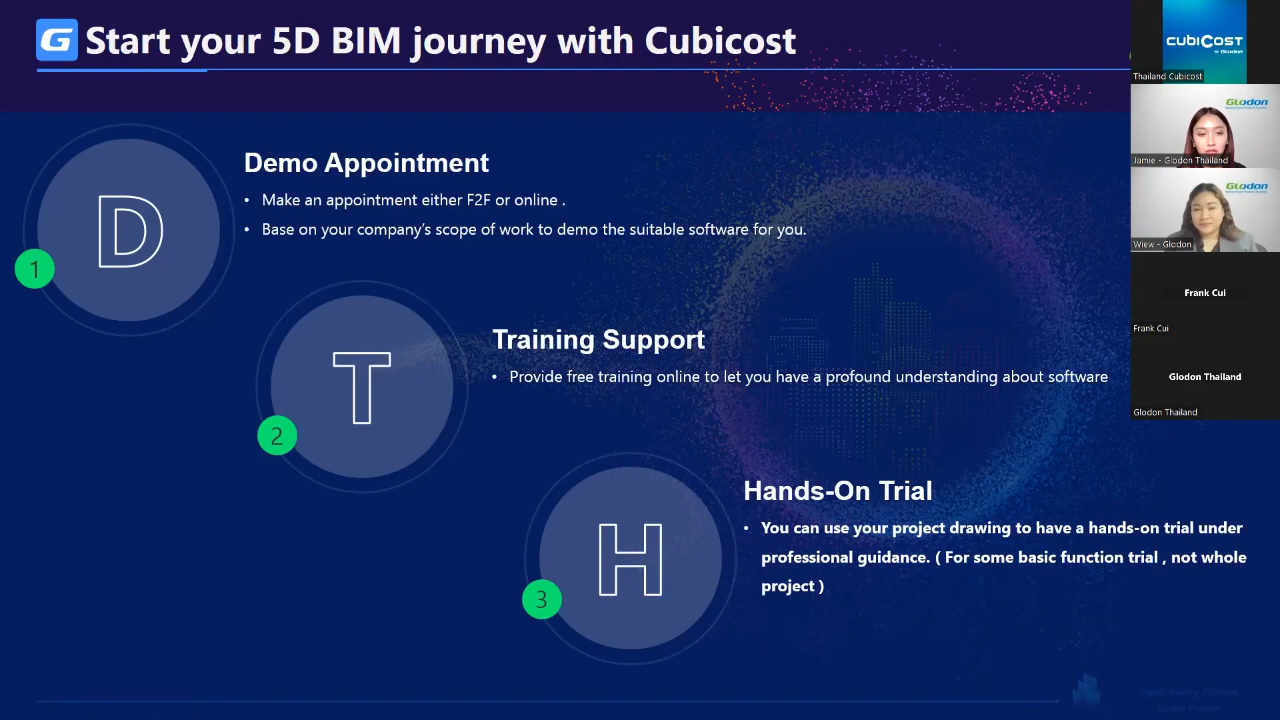 G Start your 5D BIM journey with Cubicost
D
1
Demo Appointment
• Make an appointment either F2F or online .
• Base on your company's scope of work to demo the suitable software for you.
T
2
Training Support
• Provide free training online to let you have a profound understanding about software
H
3
Hands-On Trial
• You can use your project drawing to have a hands-on trial under
professional guidance. ( For some basic function trial , not whole
project )
CUBICOST
BY GLODON
Thailand Cubicost
GLODON
Jamie - Glodon Thailand
GLODON
Wiew - Glodon
Frank Cui
Frank Cui
Glodon Thailand
Glodon Thailand